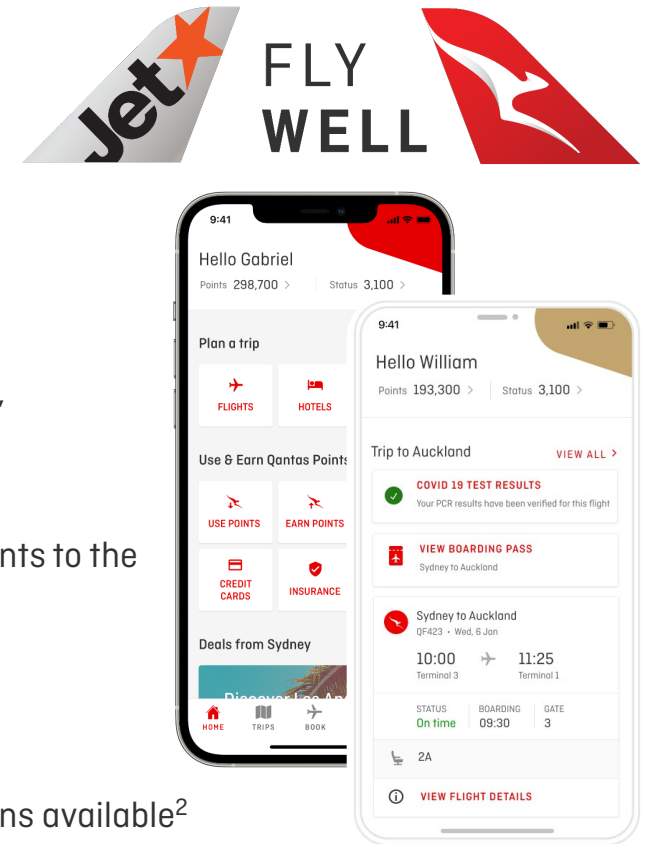 Jet
FLY
WELL
9:41
Hello Gabriel
Points 298,700 >
Status 3,100 >
Plan a trip
FLIGHTS
HOTELS
Use & Earn Qantas Points
USE POINTS
EARN POINTS
CREDIT
CARDS
INSURANCE
Deals from Sydney
HOME
TRIPS
BOOK
9:41
Hello William
Points 193,300 >
Status 3,100 >
Trip to Auckland
VIEW ALL >
COVID 19 TEST RESULTS
Your PCR results have been verified for this flight
VIEW BOARDING PASS
Sydney to Auckland
Sydney to Auckland
QF423 • Wed, 6 Jan
10:00
11:25
Terminal 3
Terminal 1
STATUS
BOARDING
GATE
On time
09:30
3
2A
VIEW FLIGHT DETAILS
,
nts to the
ns available²